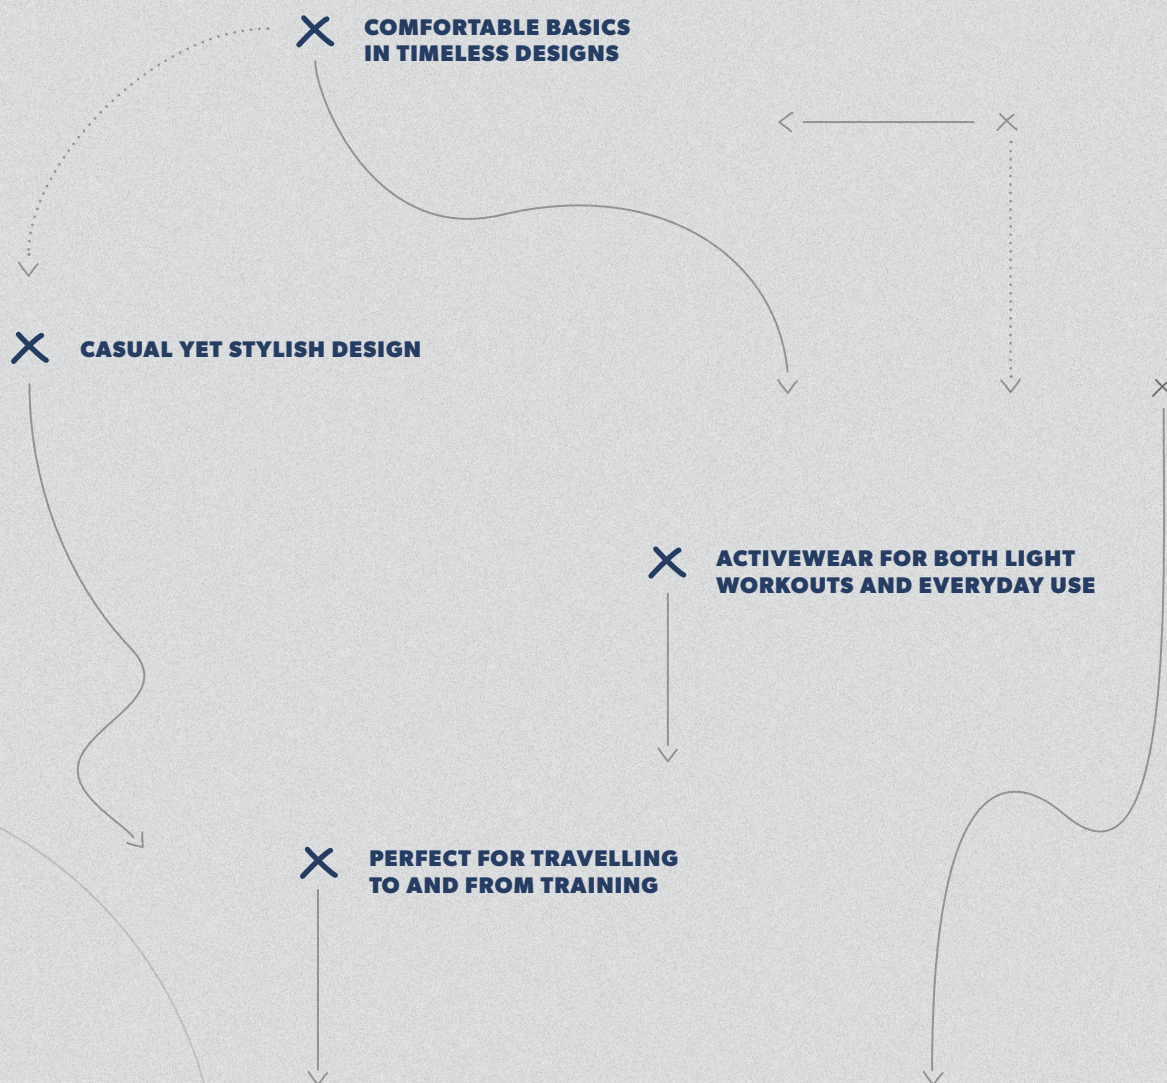 COMFORTABLE BASICS
IN TIMELESS DESIGNS
CASUAL YET STYLISH DESIGN
ACTIVEWEAR FOR BOTH LIGHT
WORKOUTS AND EVERYDAY USE
PERFECT FOR TRAVELLING
TO AND FROM TRAINING